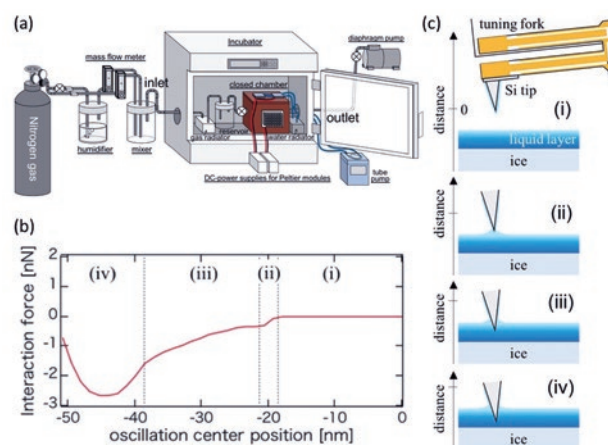 (a)
mass flow meter
inlet
Incubator
diaphragm pump
closed chamber
outlet
Nitrogen gas
humidifier
mixer
gas radiator
reservoir
water radiator
DC-power supplies for Peltier modules
tube
pump
(b)
Interaction force [nN]
2
1
0
-1
-2
-3
(iv)
(iii)
(ii)
(i)
-50
-40
-30
-20
-10
0
oscillation center position [nm]
(c)
tuning fork
Si tip
distance
0
(i)
liquid layer
ice
distance
(ii)
ice
distance
(iii)
ice
distance
(iv)
ice